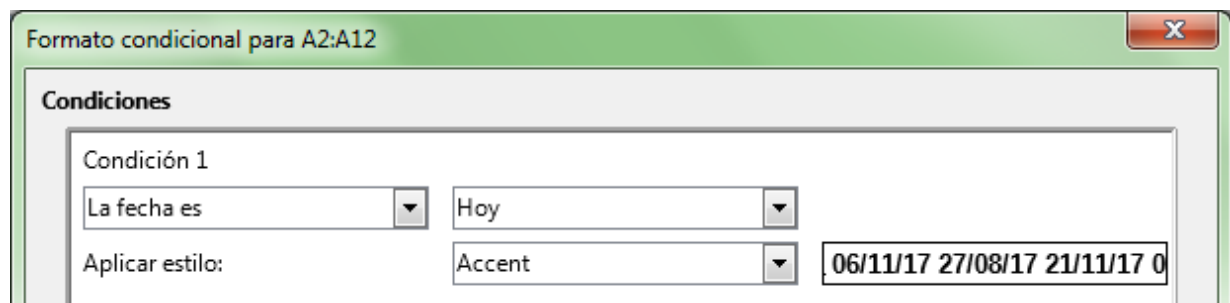 Formato condicional para A2:A12
Condiciones
Condición 1
La fecha es Hoy
Aplicar estilo: Accent 06/11/17 27/08/17 21/11/17 0